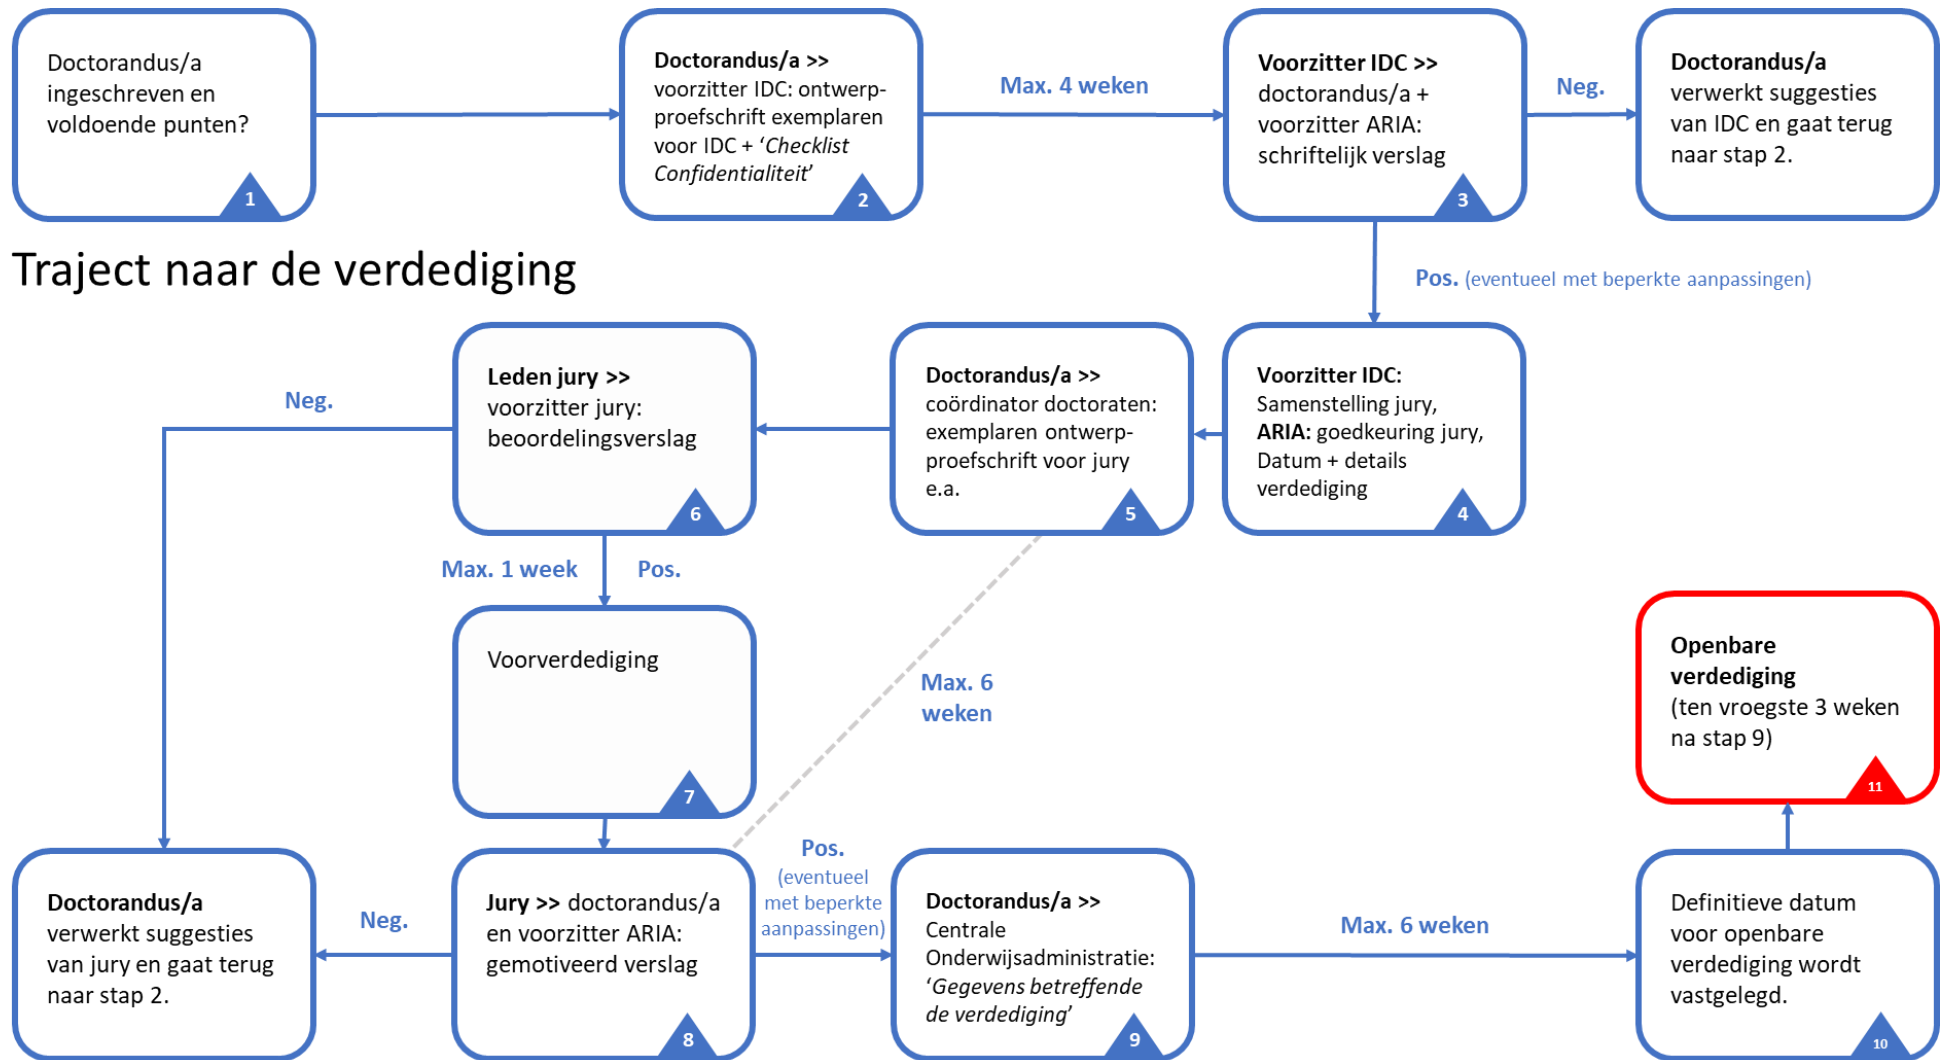 Doctorandus/a
ingeschreven en
voldoende punten?
1
Doctorandus/a >>
voorzitter IDC: ontwerp-
proefschrift exemplaren
voor IDC + ‘Checklist
Confidentialiteit’
2
Max. 4 weken
Voorzitter IDC >>
doctorandus/a +
voorzitter ARIA:
schriftelijk verslag
3
Neg.
Doctorandus/a
verwerkt suggesties
van IDC en gaat terug
naar stap 2.
Traject naar de verdediging
Pos. (eventueel met beperkte aanpassingen)
Voorzitter IDC:
Samenstelling jury,
ARIA: goedkeuring jury,
Datum + details
verdediging
4
Doctorandus/a >>
coördinator doctoraten:
exemplaren ontwerp-
proefschrift voor jury
e.a.
5
Leden jury >>
voorzitter jury:
beoordelingsverslag
6
Neg.
Max. 1 week
Pos.
Voorverdediging
7
Max. 6
weken
Jury >> doctorandus/a
en voorzitter ARIA:
gemotiveerd verslag
8
Neg.
Doctorandus/a
verwerkt suggesties
van jury en gaat terug
naar stap 2.
Pos.
(eventueel
met beperkte
aanpassingen)
Doctorandus/a >>
Centrale
Onderwijsadministratie:
‘Gegevens betreffende
de verdediging’
9
Max. 6 weken
Definitieve datum
voor openbare
verdediging wordt
vastgelegd.
10
Openbare
verdediging
(ten vroegste 3 weken
na stap 9)
11